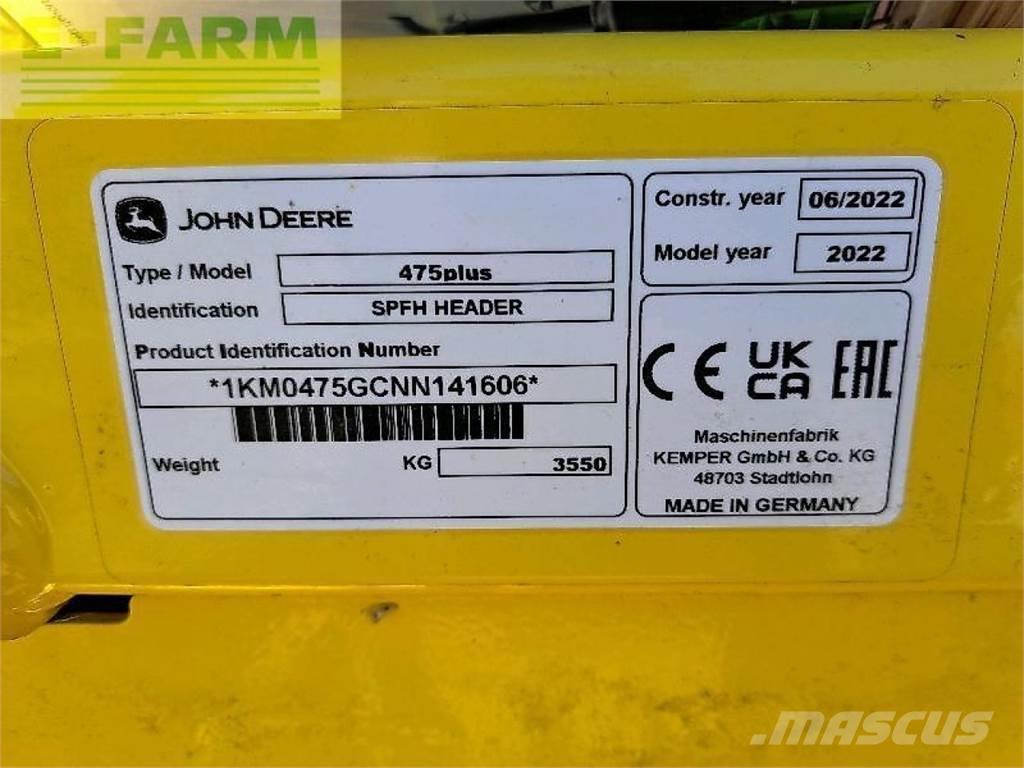 E-FARM
JOHN DEERE
Type / Model 475plus
Identification SPFH HEADER
Product Identification Number
*1KM0475GCNN141606*
Weight KG 3550
Constr. year 06/2022
Model year 2022
CE UK CA EAC
Maschinenfabrik
KEMPER GmbH & Co. KG
48703 Stadtlohn
MADE IN GERMANY
mascus